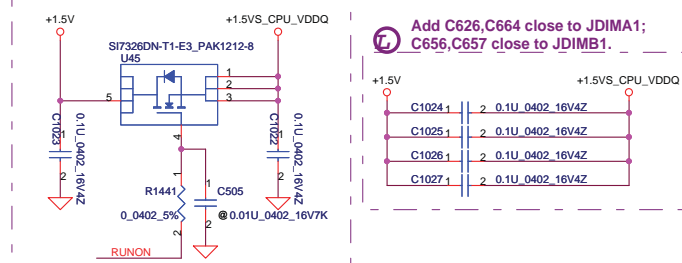 +1.5V
+1.5VS_CPU_VDDQ
SI7326DN-T1-E3_PAK1212-8
U45
5
1
2
3
4
C1023
1
2
0.1U_0402_16V4Z
C1022
1
2
0.1U_0402_16V4Z
1
R1441
0_0402_5%
2
1
C505
@ 0.01U_0402_16V7K
2
RUNON
Add C626,C664 close to JDIMA1;
C656,C657 close to JDIMB1.
+1.5V
+1.5VS_CPU_VDDQ
C1024 1 2 0.1U_0402_16V4Z
C1025 1 2 0.1U_0402_16V4Z
C1026 1 2 0.1U_0402_16V4Z
C1027 1 2 0.1U_0402_16V4Z